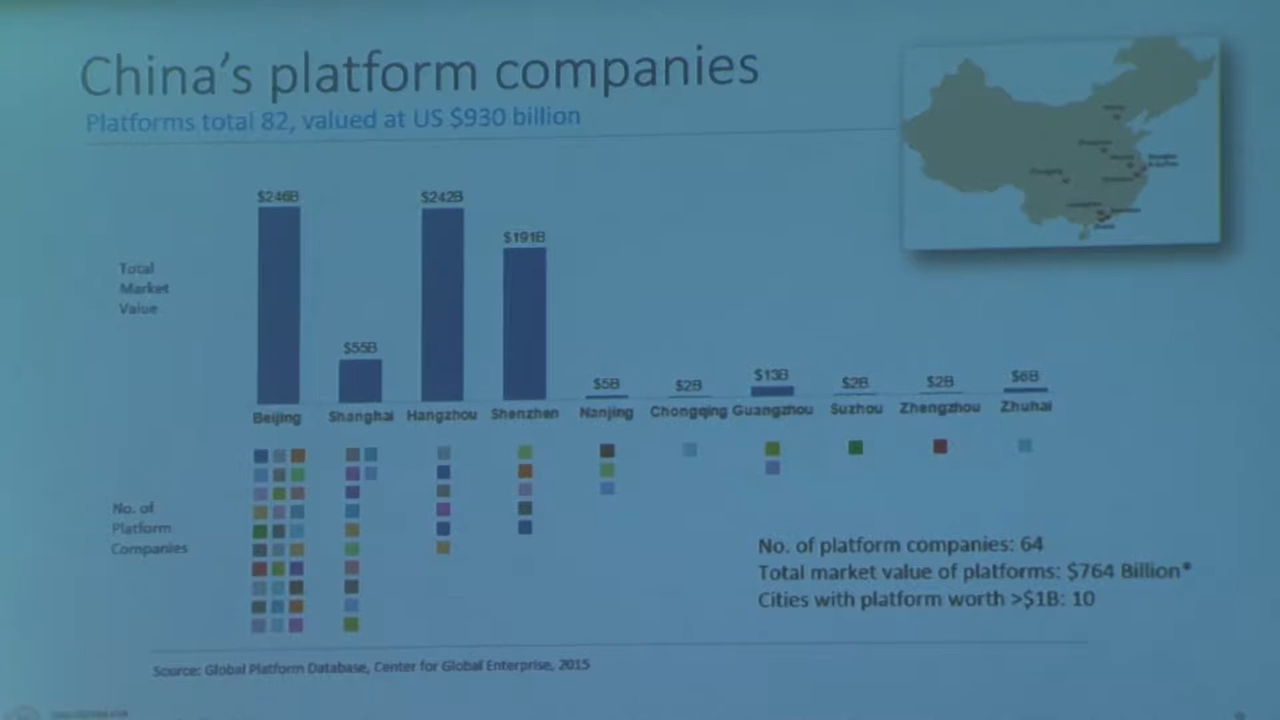 China's platform companies
Platforms total 82, valued at US $930 billion
$246B
$55B
$242B
$191B
$5B
$2B
$13B
$2B
$2B
$6B
Total
Market
Value
Beijing Shanghai Hangzhou Shenzhen Nanjing Chongqing Guangzhou Suzhou Zhengzhou Zhuhai
No. of
Platform
Companies
No. of platform companies: 64
Total market value of platforms: $764 Billion*
Cities with platform worth >$1B: 10
Source: Global Platform Database, Center for Global Enterprise, 2015